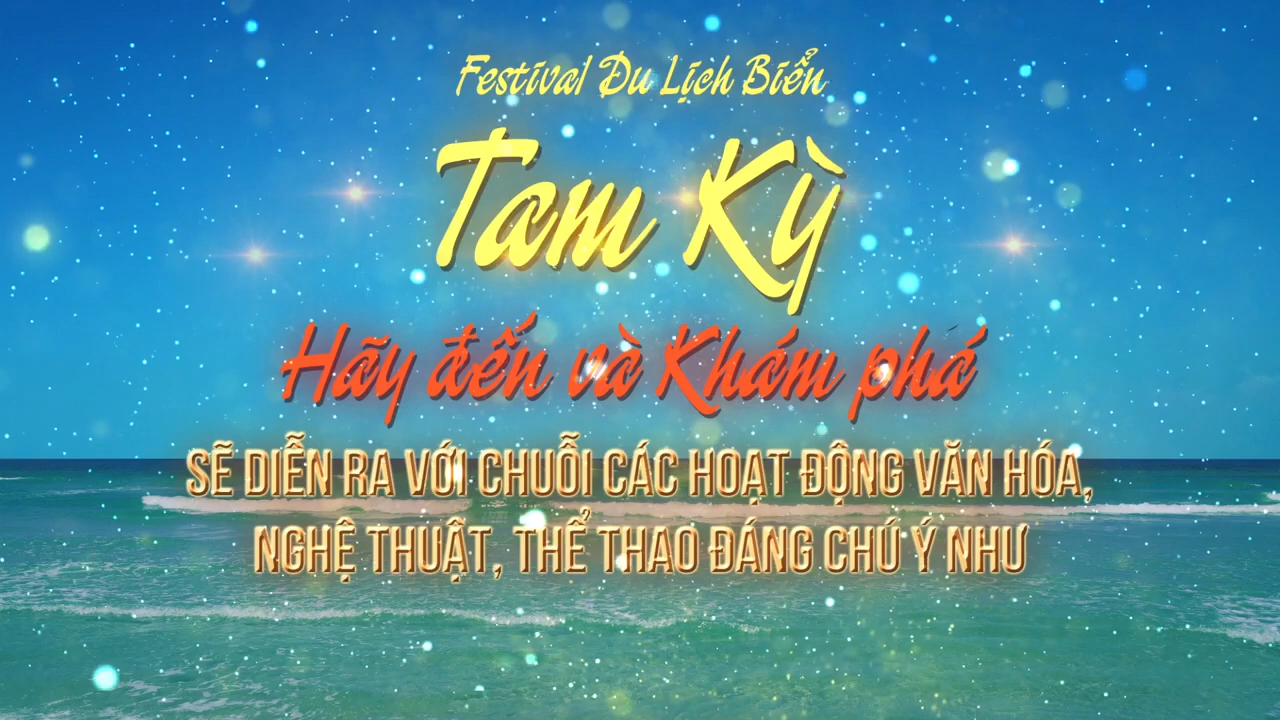 Festival Du Lịch Biển
Tam Kỳ
Hãy đến và Khám phá
SẼ DIỄN RA VỚI CHUỖI CÁC HOẠT ĐỘNG VĂN HÓA,
NGHỆ THUẬT, THỂ THAO ĐÁNG CHÚ Ý NHƯ